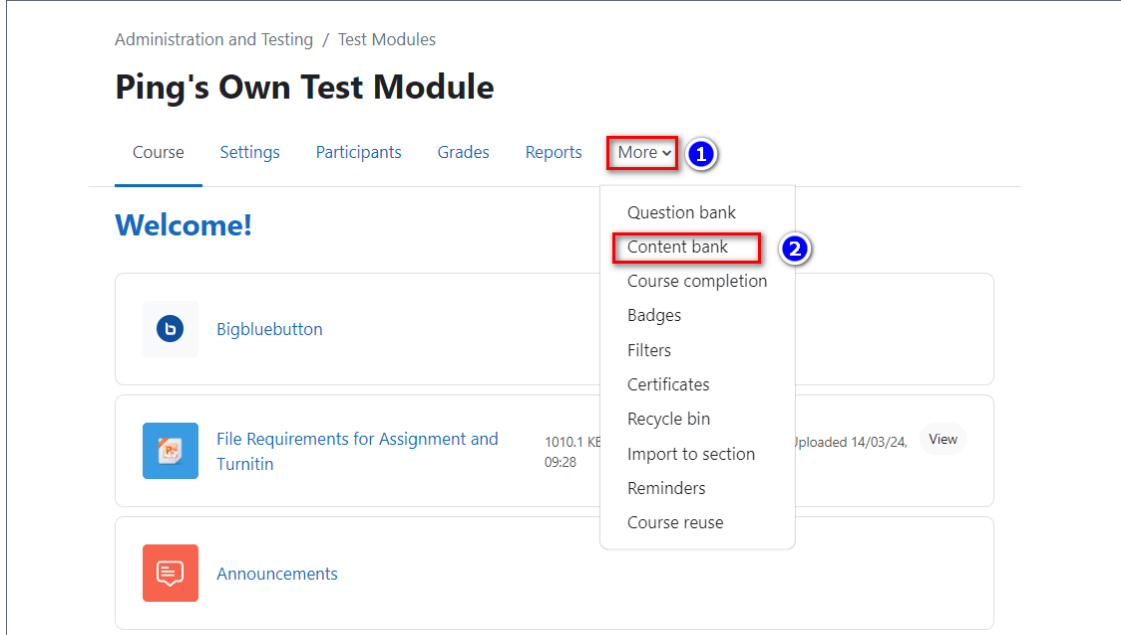 Administration and Testing / Test Modules
Ping's Own Test Module
Course Settings Participants Grades Reports More 1
Welcome!
Question bank
Content bank 2
Course completion
Badges
Filters
Certificates
Recycle bin
Import to section
Reminders
Course reuse
b Bigbluebutton
File Requirements for Assignment and
Turnitin
1010.1 KB
09:28
Uploaded 14/03/24,
View
Announcements